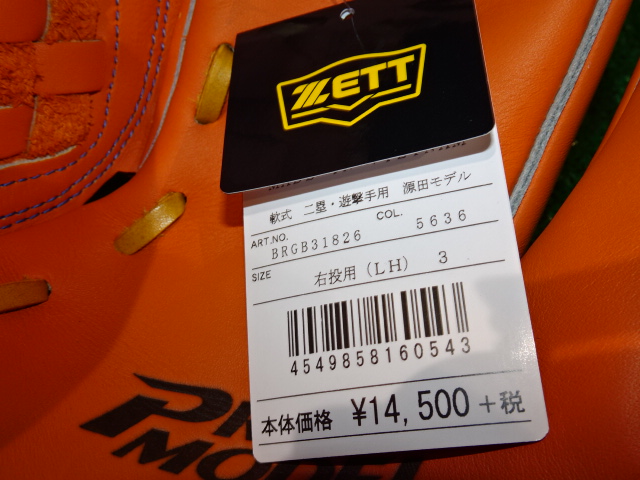 ZETT
軟式 二塁・遊撃手用 源田モデル
ART.NO. BRGB31826 COL. 5636
SIZE 右投用(LH) 3
4549858160543
本体価格 ¥14,500+税
MODEL